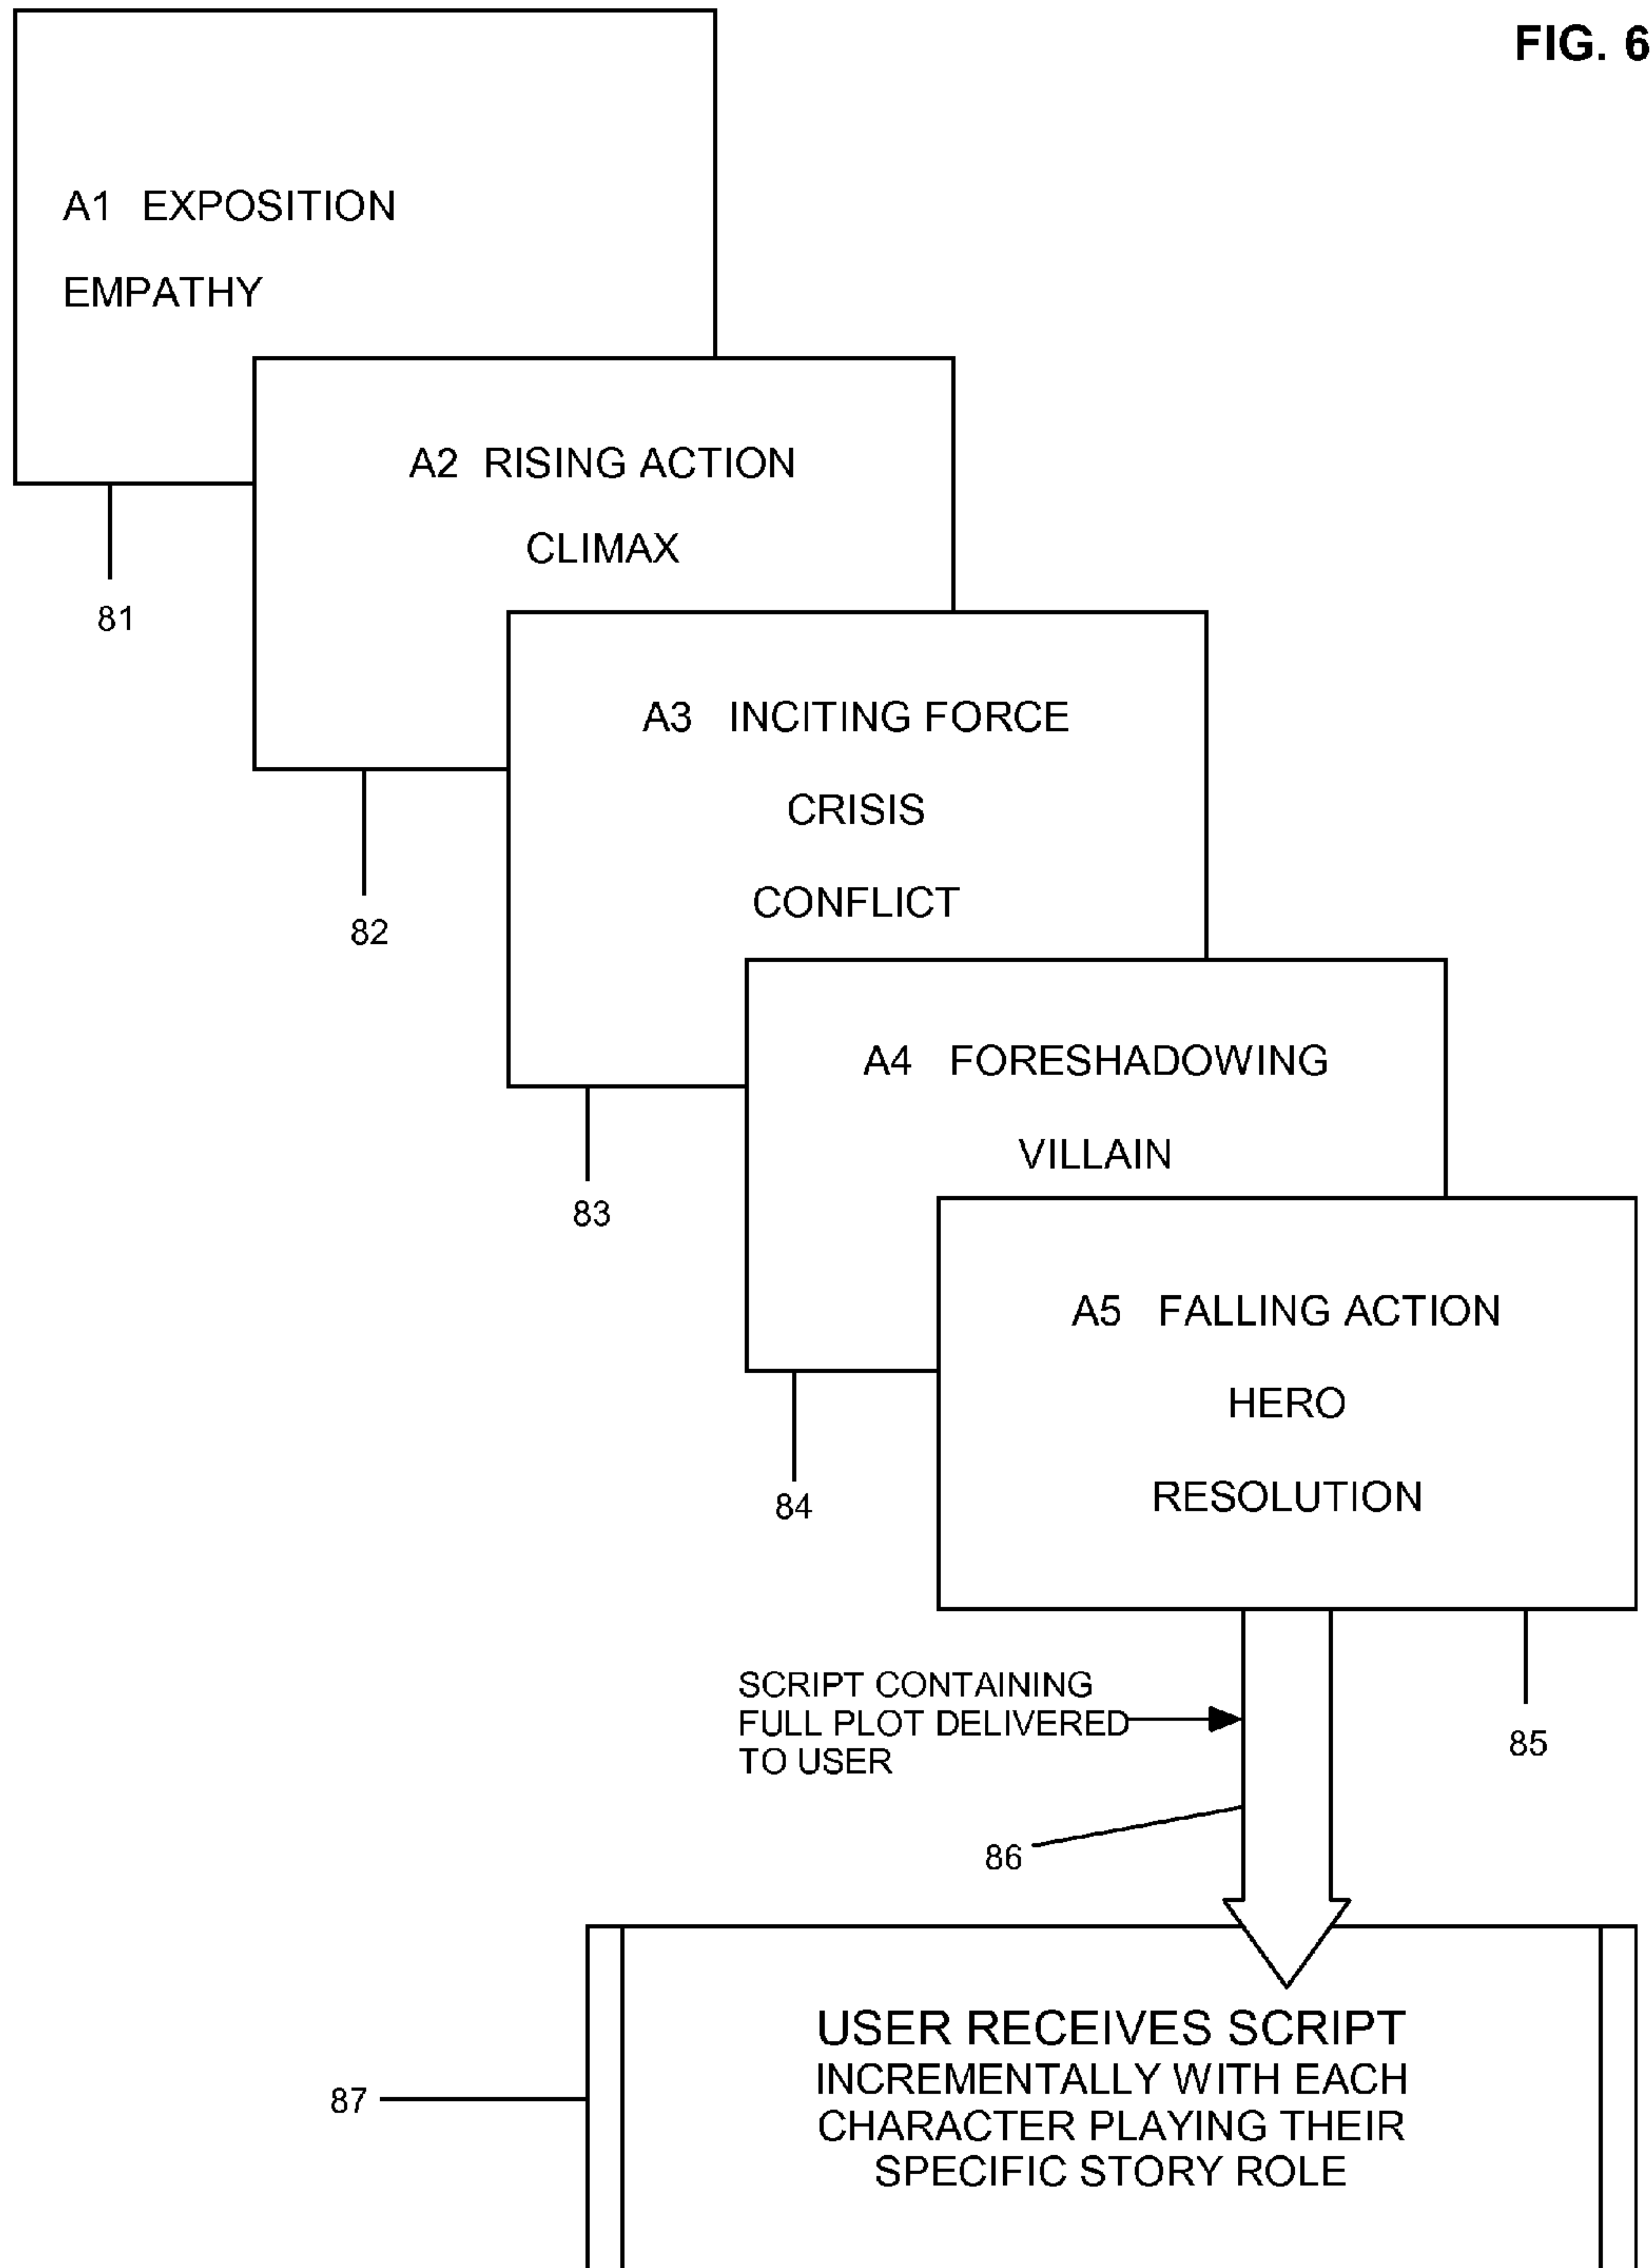 FIG. 6
A1 EXPOSITION
EMPATHY
A2 RISING ACTION
CLIMAX
81
A3 INCITING FORCE
CRISIS
CONFLICT
82
A4 FORESHADOWING
VILLAIN
83
A5 FALLING ACTION
HERO
RESOLUTION
84
SCRIPT CONTAINING
FULL PLOT DELIVERED
TO USER
85
86
USER RECEIVES SCRIPT
INCREMENTALLY WITH EACH
CHARACTER PLAYING THEIR
SPECIFIC STORY ROLE
87